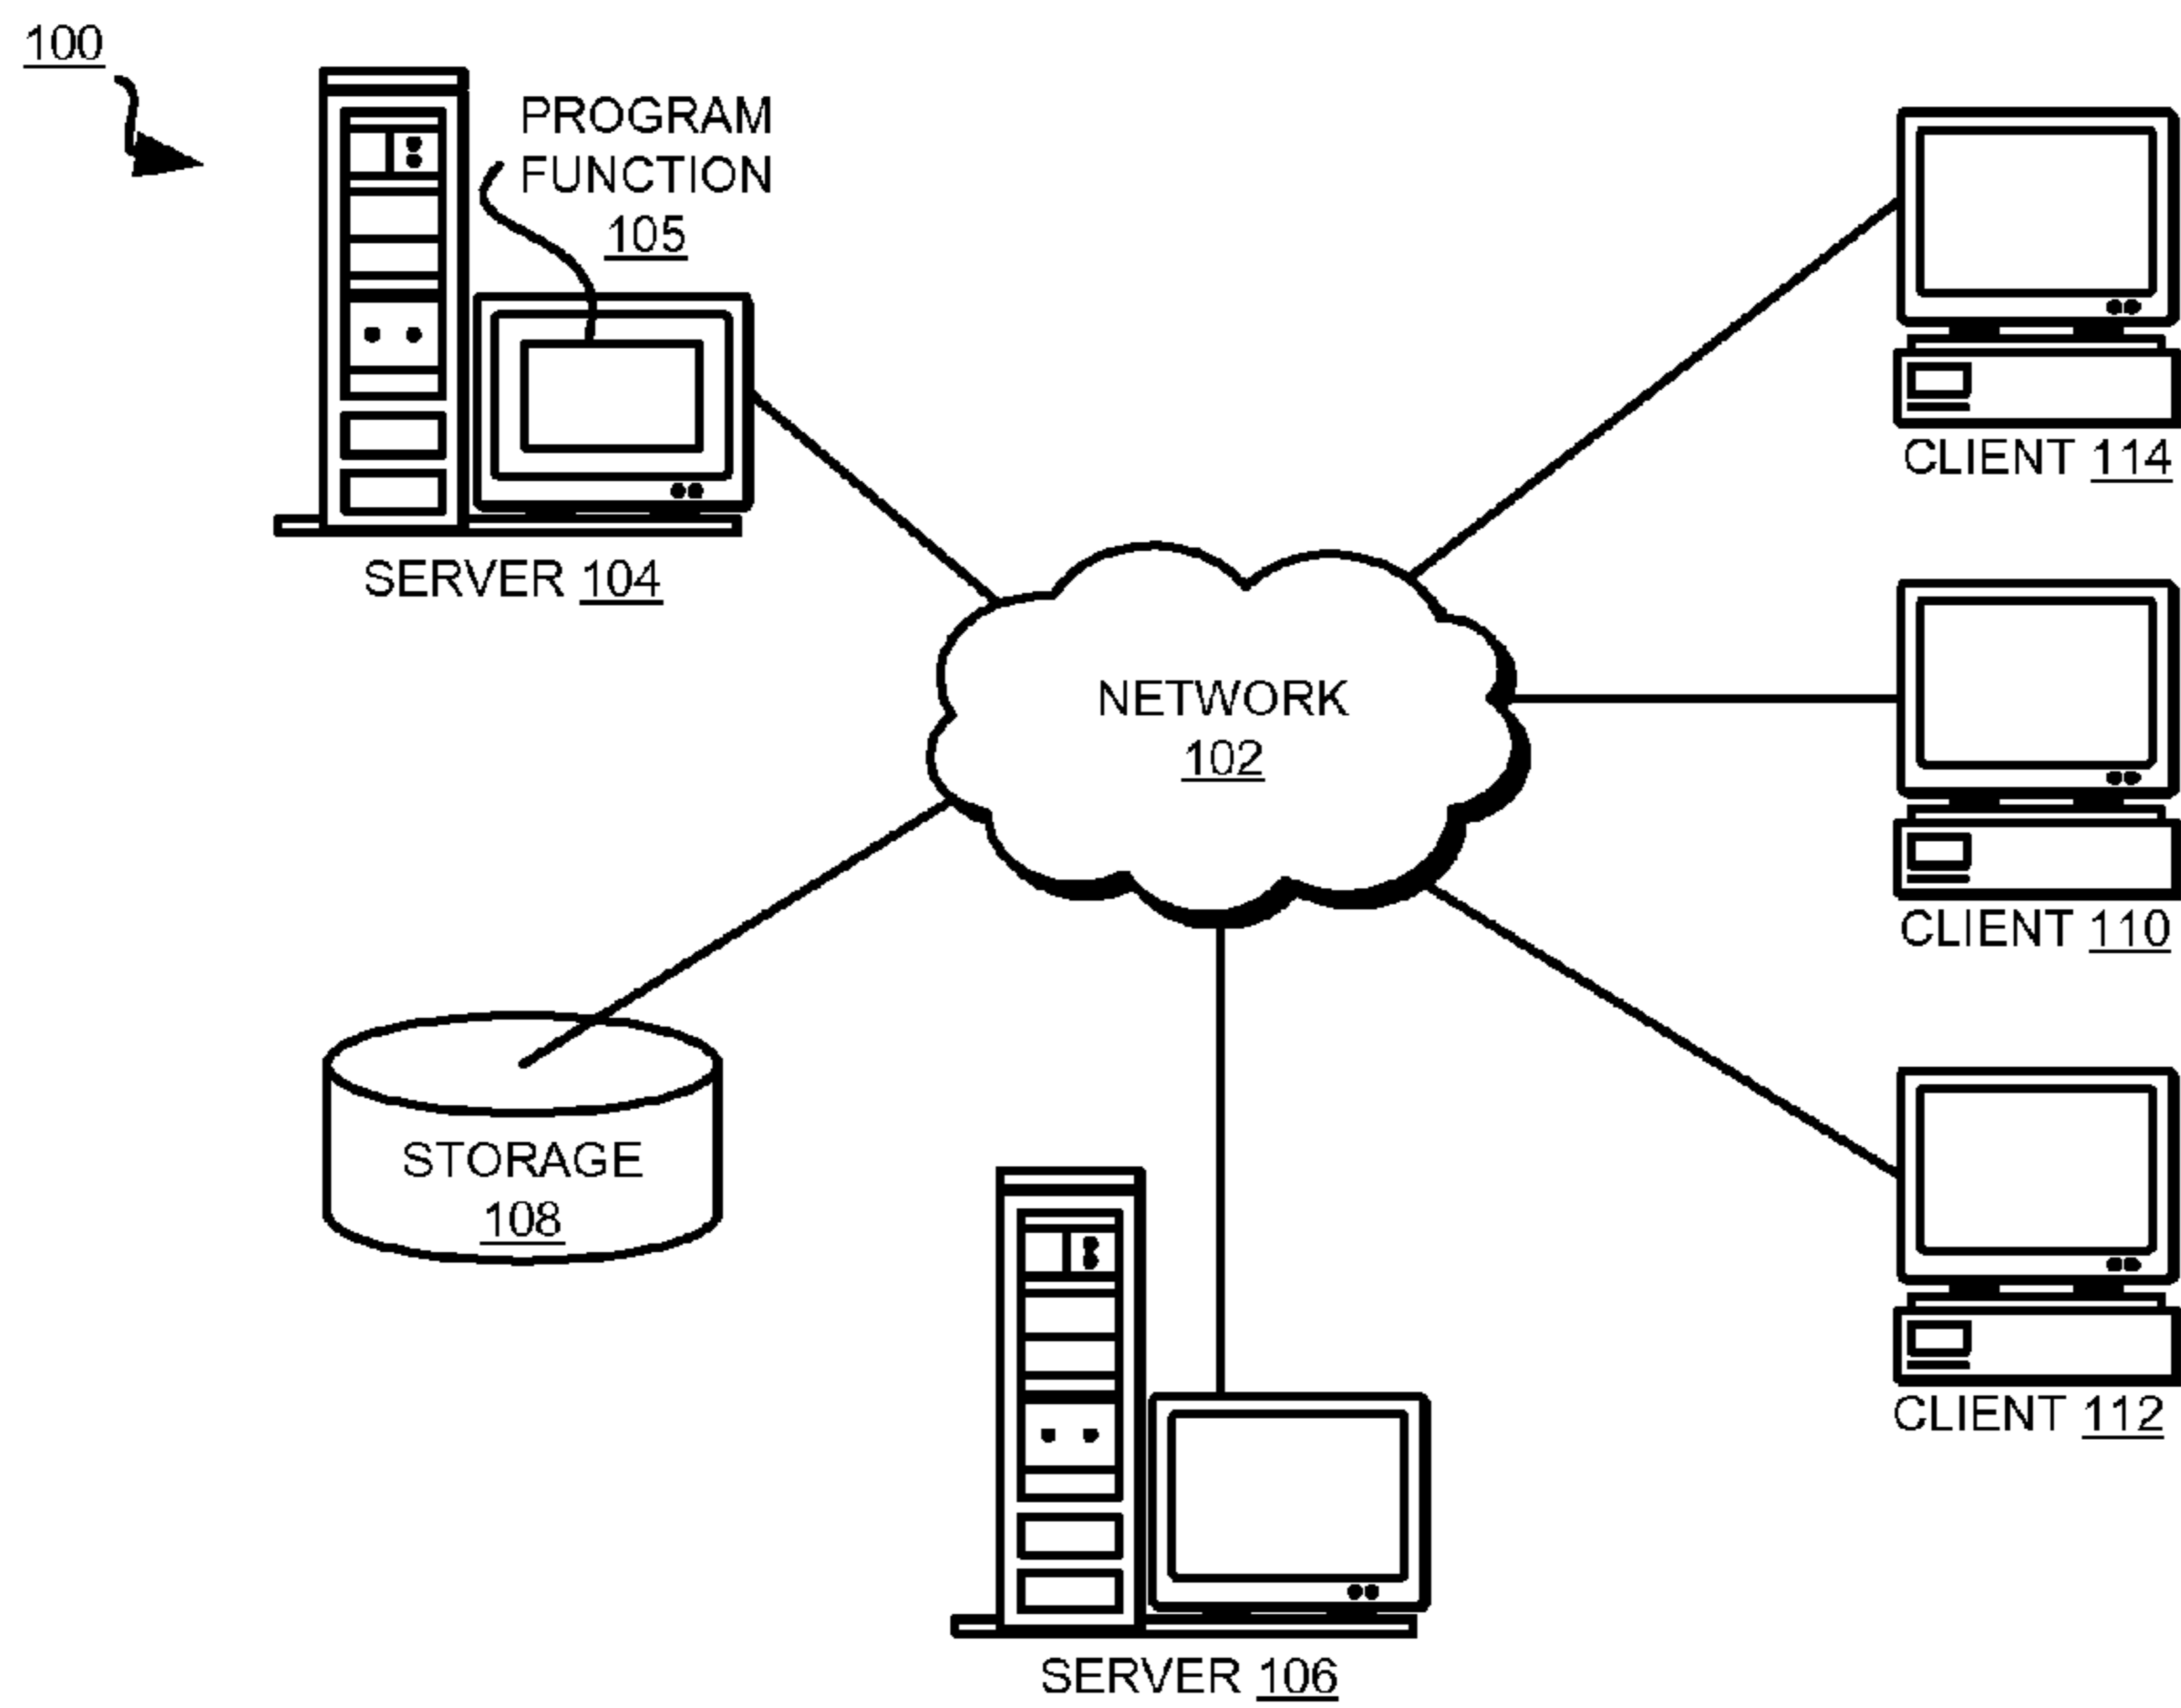 100
PROGRAM
FUNCTION
105
SERVER 104
CLIENT 114
NETWORK
102
CLIENT 110
STORAGE
108
CLIENT 112
SERVER 106